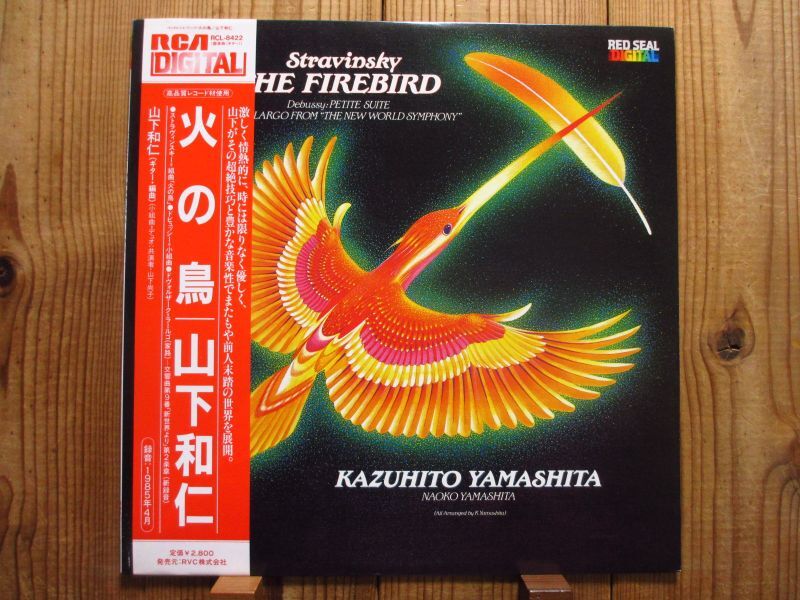 RCA
DIGITAL
RCL-8422
高品質レコード材使用
火の鳥|山下和仁
山下和仁(ギター・編曲)
録音:1985年4月
定価¥2,800
発売元:RVC株式会社
激しく、情熱的に、時には限りなく優しく、
山下がその超絶技巧と豊かな音楽性でまたもや前人未踏の世界を展開。
Stravinsky
THE FIREBIRD
Debussy: PETITE SUITE
LARGO FROM "THE NEW WORLD SYMPHONY"
RED SEAL
DIGITAL
KAZUHITO YAMASHITA
NAOKO YAMASHITA
(All Arranged by K.Yamashita)